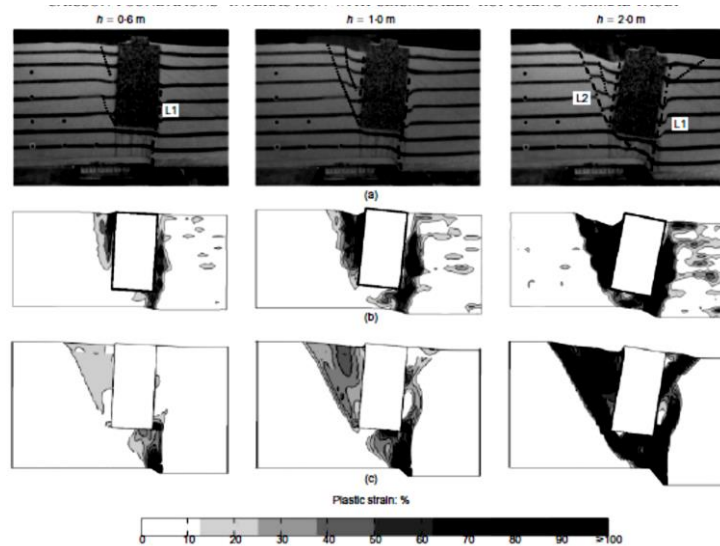 h = 0·6 m
h = 1·0 m
h = 2·0 m
L1
L2
L1
(a)
(b)
(c)
Plastic strain: %
0 10 20 30 40 50 60 70 80 90 ≥100